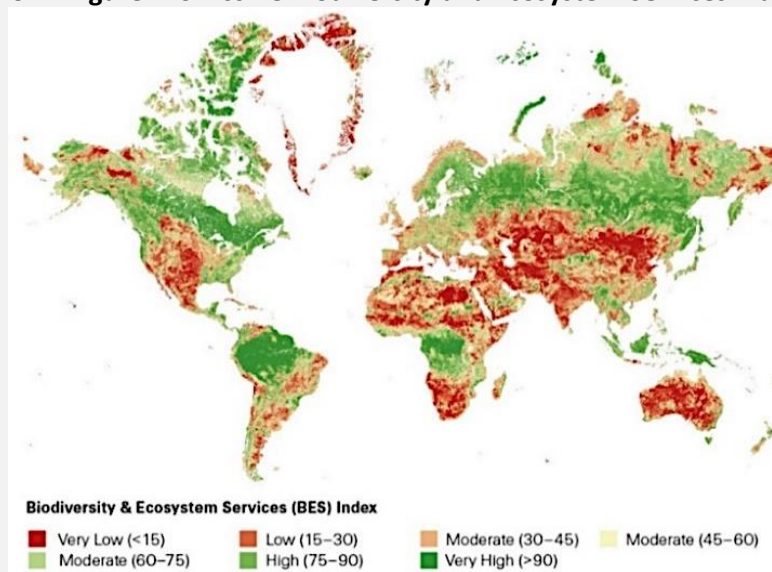 Biodiversity & Ecosystem Services (BES) Index
Very Low (<15) Low (15–30) Moderate (30–45) Moderate (45–60)
Moderate (60–75) High (75–90) Very High (>90)